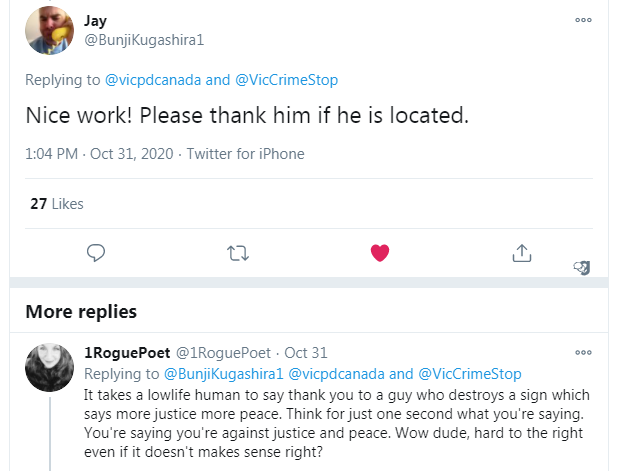 Jay
@BunjiKugashira1
Replying to @vicpdcanada and @VicCrimeStop
Nice work! Please thank him if he is located.
1:04 PM · Oct 31, 2020 · Twitter for iPhone
27 Likes
More replies
1RoguePoet @1RoguePoet · Oct 31
Replying to @BunjiKugashira1 @vicpdcanada and @VicCrimeStop
It takes a lowlife human to say thank you to a guy who destroys a sign which
says more justice more peace. Think for just one second what you're saying.
You're saying you're against justice and peace. Wow dude, hard to the right
even if it doesn't makes sense right?